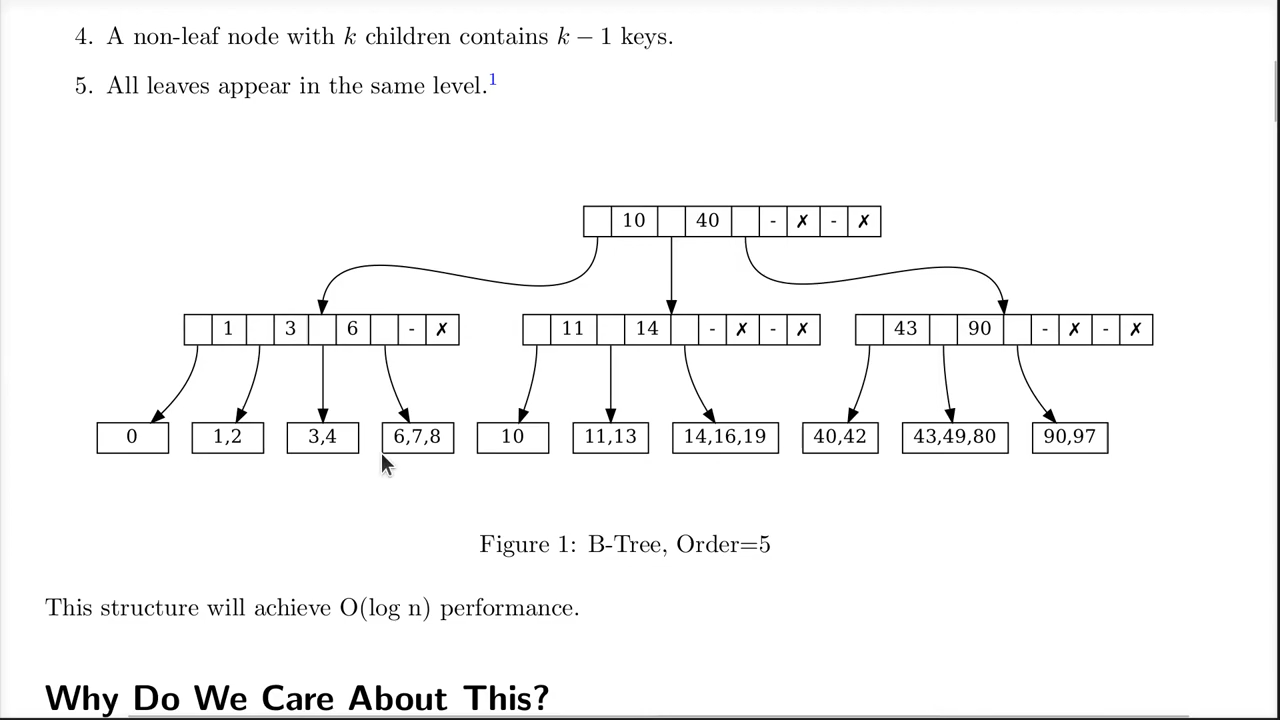 4. A non-leaf node with k children contains k − 1 keys.
5. All leaves appear in the same level.1
10 40 - ✗ - ✗
1 3 6 - ✗
11 14 - ✗ - ✗
43 90 - ✗ - ✗
0
1,2
3,4
6,7,8
10
11,13
14,16,19
40,42
43,49,80
90,97
Figure 1: B-Tree, Order=5
This structure will achieve O(log n) performance.
Why Do We Care About This?